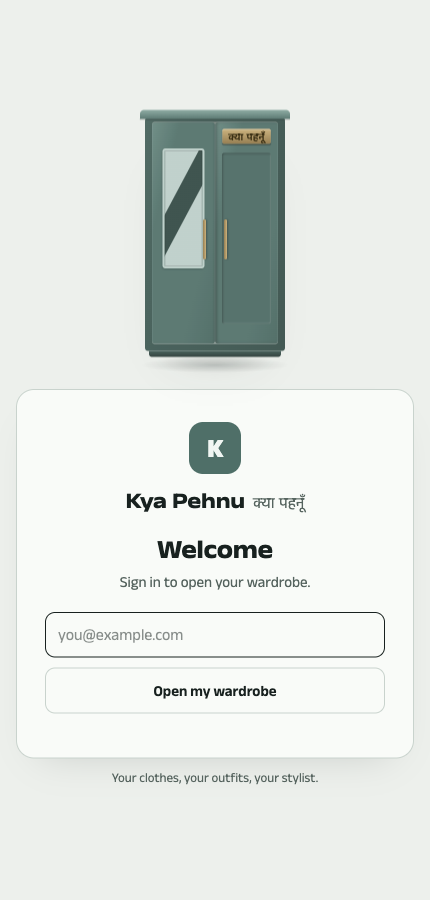 क्या पहनूँ
K
Kya Pehnu क्या पहनूँ
Welcome
Sign in to open your wardrobe.
you@example.com
Open my wardrobe
Your clothes, your outfits, your stylist.